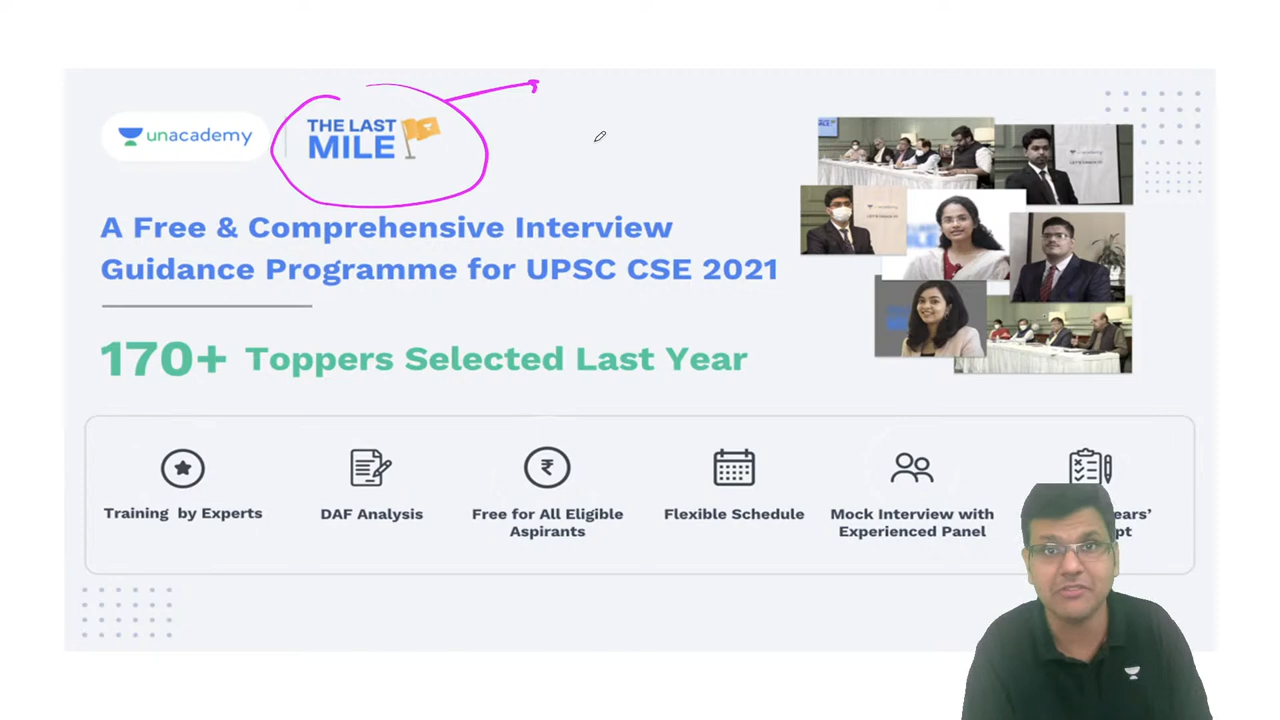 unacademy
THE LAST
MILE
A Free & Comprehensive Interview
Guidance Programme for UPSC CSE 2021
170+ Toppers Selected Last Year
Training by Experts
DAF Analysis
Free for All Eligible
Aspirants
Flexible Schedule
Mock Interview with
Experienced Panel